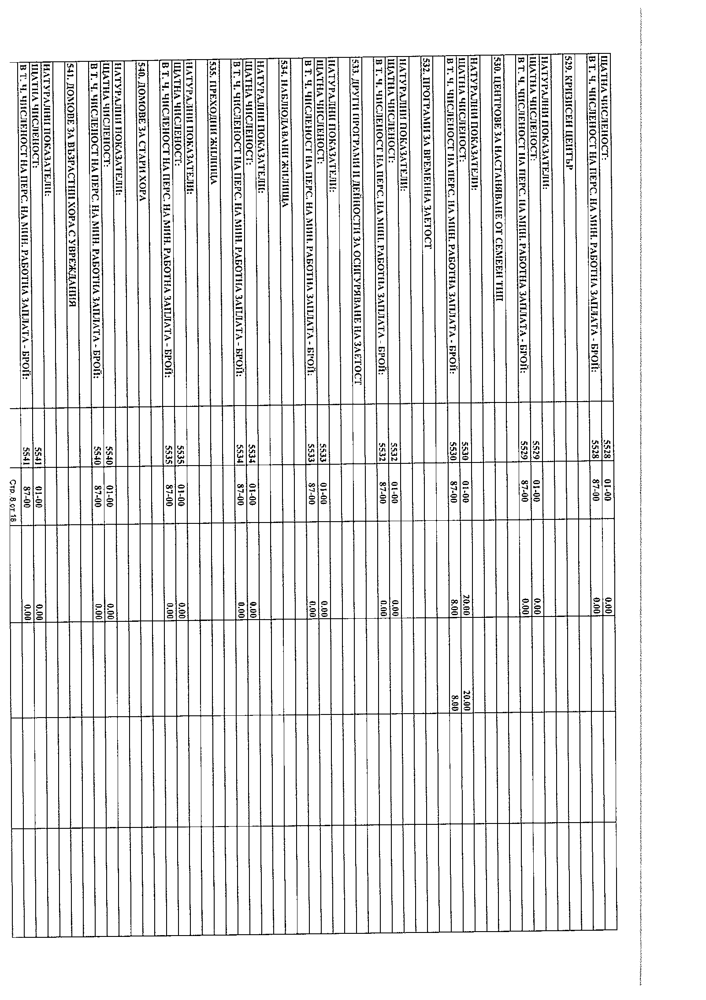 ЩАТНА ЧИСЛЕНОСТ: 5528 01-00 0.00
В Т. Ч. ЧИСЛЕНОСТ НА ПЕРС. НА МИН. РАБОТНА ЗАПЛАТА - БРОЙ: 5528 87-00 0.00
529. КРИЗИСЕН ЦЕНТЪР
НАТУРАЛНИ ПОКАЗАТЕЛИ:
ЩАТНА ЧИСЛЕНОСТ: 5529 01-00 0.00
В Т. Ч. ЧИСЛЕНОСТ НА ПЕРС. НА МИН. РАБОТНА ЗАПЛАТА - БРОЙ: 5529 87-00 0.00
530. ЦЕНТРОВЕ ЗА НАСТАНЯВАНЕ ОТ СЕМЕЕН ТИП
НАТУРАЛНИ ПОКАЗАТЕЛИ:
ЩАТНА ЧИСЛЕНОСТ: 5530 01-00 20.00 20.00
В Т. Ч. ЧИСЛЕНОСТ НА ПЕРС. НА МИН. РАБОТНА ЗАПЛАТА - БРОЙ: 5530 87-00 8.00 8.00
532. ПРОГРАМИ ЗА ВРЕМЕННА ЗАЕТОСТ
НАТУРАЛНИ ПОКАЗАТЕЛИ:
ЩАТНА ЧИСЛЕНОСТ: 5532 01-00 0.00
В Т. Ч. ЧИСЛЕНОСТ НА ПЕРС. НА МИН. РАБОТНА ЗАПЛАТА - БРОЙ: 5532 87-00 0.00
533. ДРУГИ ПРОГРАМИ И ДЕЙНОСТИ ЗА ОСИГУРЯВАНЕ НА ЗАЕТОСТ
НАТУРАЛНИ ПОКАЗАТЕЛИ:
ЩАТНА ЧИСЛЕНОСТ: 5533 01-00 0.00
В Т. Ч. ЧИСЛЕНОСТ НА ПЕРС. НА МИН. РАБОТНА ЗАПЛАТА - БРОЙ: 5533 87-00 0.00
534. НАБЛЮДАВАНИ ЖИЛИЩА
НАТУРАЛНИ ПОКАЗАТЕЛИ:
ЩАТНА ЧИСЛЕНОСТ: 5534 01-00 0.00
В Т. Ч. ЧИСЛЕНОСТ НА ПЕРС. НА МИН. РАБОТНА ЗАПЛАТА - БРОЙ: 5534 87-00 0.00
535. ПРЕХОДНИ ЖИЛИЩА
НАТУРАЛНИ ПОКАЗАТЕЛИ:
ЩАТНА ЧИСЛЕНОСТ: 5535 01-00 0.00
В Т. Ч. ЧИСЛЕНОСТ НА ПЕРС. НА МИН. РАБОТНА ЗАПЛАТА - БРОЙ: 5535 87-00 0.00
540. ДОМОВЕ ЗА СТАРИ ХОРА
НАТУРАЛНИ ПОКАЗАТЕЛИ:
ЩАТНА ЧИСЛЕНОСТ: 5540 01-00 0.00
В Т. Ч. ЧИСЛЕНОСТ НА ПЕРС. НА МИН. РАБОТНА ЗАПЛАТА - БРОЙ: 5540 87-00 0.00
541. ДОМОВЕ ЗА ВЪЗРАСТНИ ХОРА С УВРЕЖДАНИЯ
НАТУРАЛНИ ПОКАЗАТЕЛИ:
ЩАТНА ЧИСЛЕНОСТ: 5541 01-00 0.00
В Т. Ч. ЧИСЛЕНОСТ НА ПЕРС. НА МИН. РАБОТНА ЗАПЛАТА - БРОЙ: 5541 87-00 0.00
Стр. 8 от 18